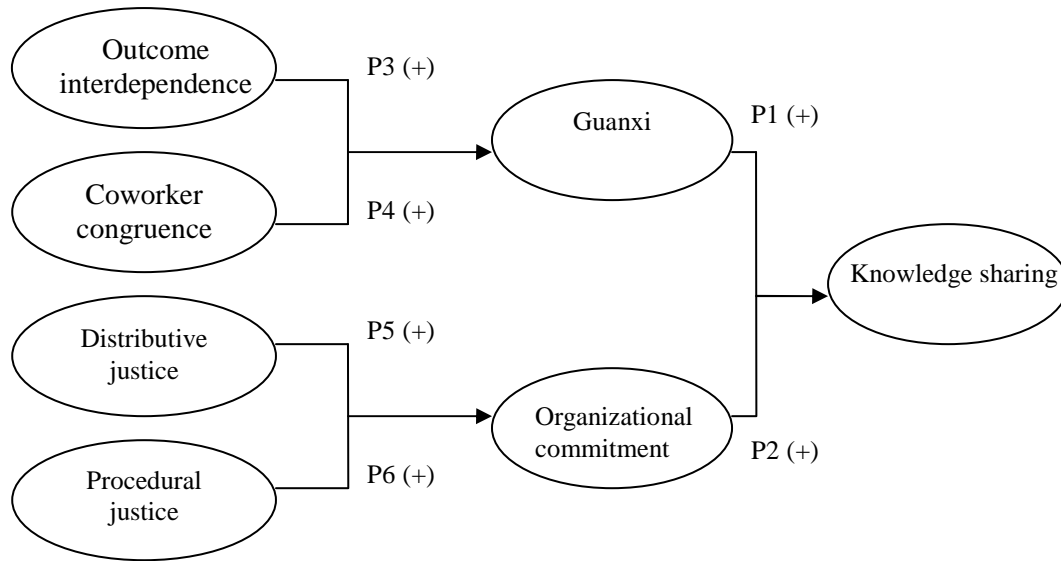 Outcome
interdependence
P3 (+)
Guanxi
P1 (+)
Coworker
congruence
P4 (+)
Knowledge sharing
Distributive
justice
P5 (+)
Organizational
commitment
P2 (+)
Procedural
justice
P6 (+)